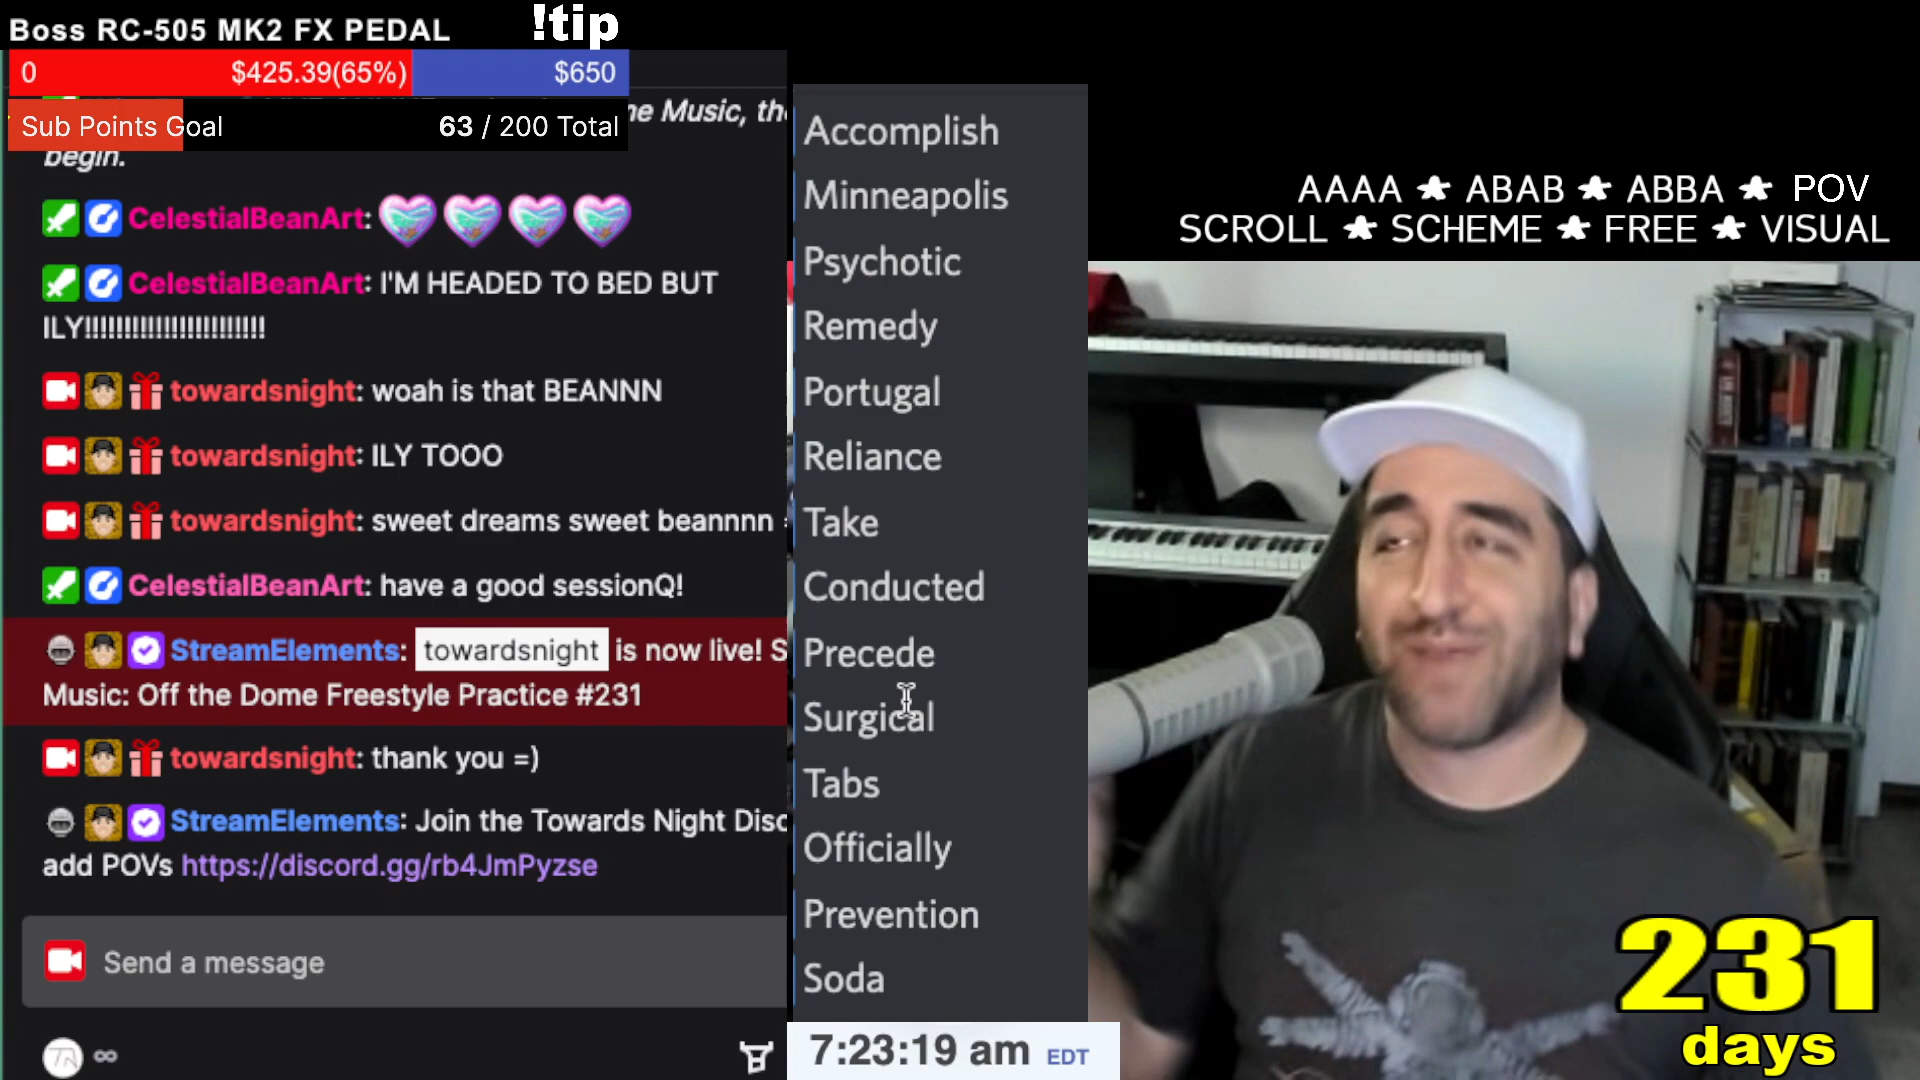 Boss RC-505 MK2 FX PEDAL
!tip
0 $425.39(65%) $650
Sub Points Goal 63 / 200 Total
ne Music, th
begin.
CelestialBeanArt:
CelestialBeanArt: I'M HEADED TO BED BUT
ILY!!!!!!!!!!!!!!!!!!!!!!!
towardsnight: woah is that BEANNN
towardsnight: ILY TOOO
towardsnight: sweet dreams sweet beannnn
CelestialBeanArt: have a good sessionQ!
StreamElements: towardsnight is now live! S
Music: Off the Dome Freestyle Practice #231
towardsnight: thank you =)
StreamElements: Join the Towards Night Disc
add POVs https://discord.gg/rb4JmPyzse
Send a message
∞
Accomplish
Minneapolis
Psychotic
Remedy
Portugal
Reliance
Take
Conducted
Precede
Surgical
Tabs
Officially
Prevention
Soda
7:23:19 am EDT
AAAA ★ ABAB ★ ABBA ★ POV
SCROLL ★ SCHEME ★ FREE ★ VISUAL
231
days